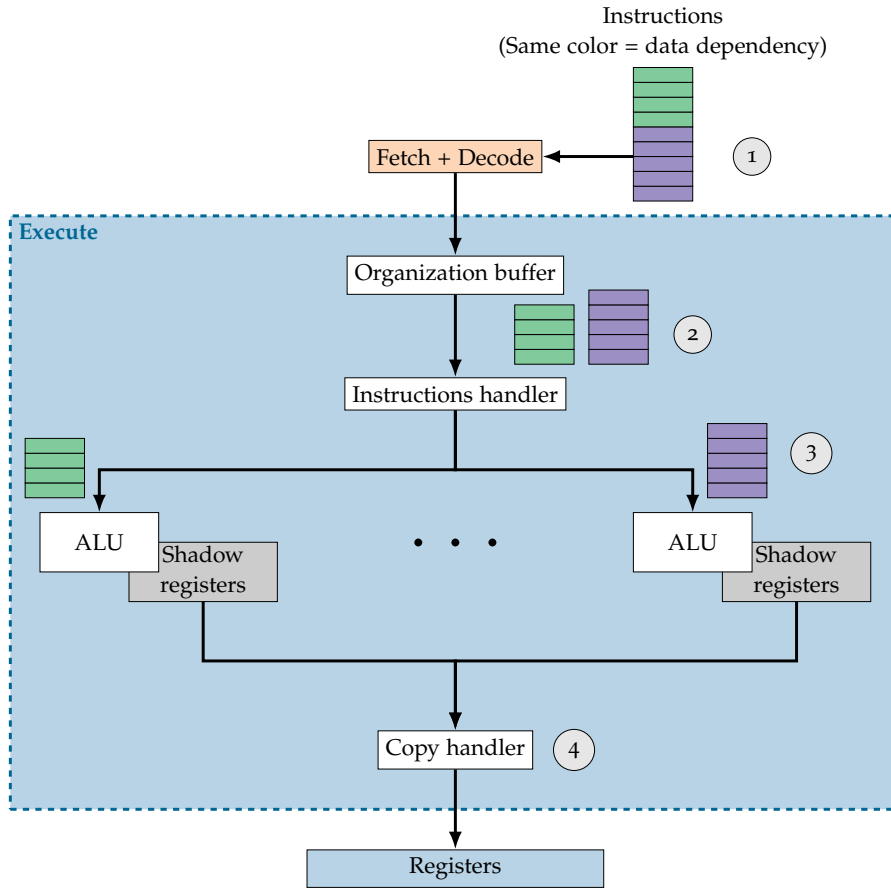 Instructions
(Same color = data dependency)
Fetch + Decode
1
Execute
Organization buffer
2
Instructions handler
3
ALU
Shadow
registers
ALU
Shadow
registers
Copy handler
4
Registers